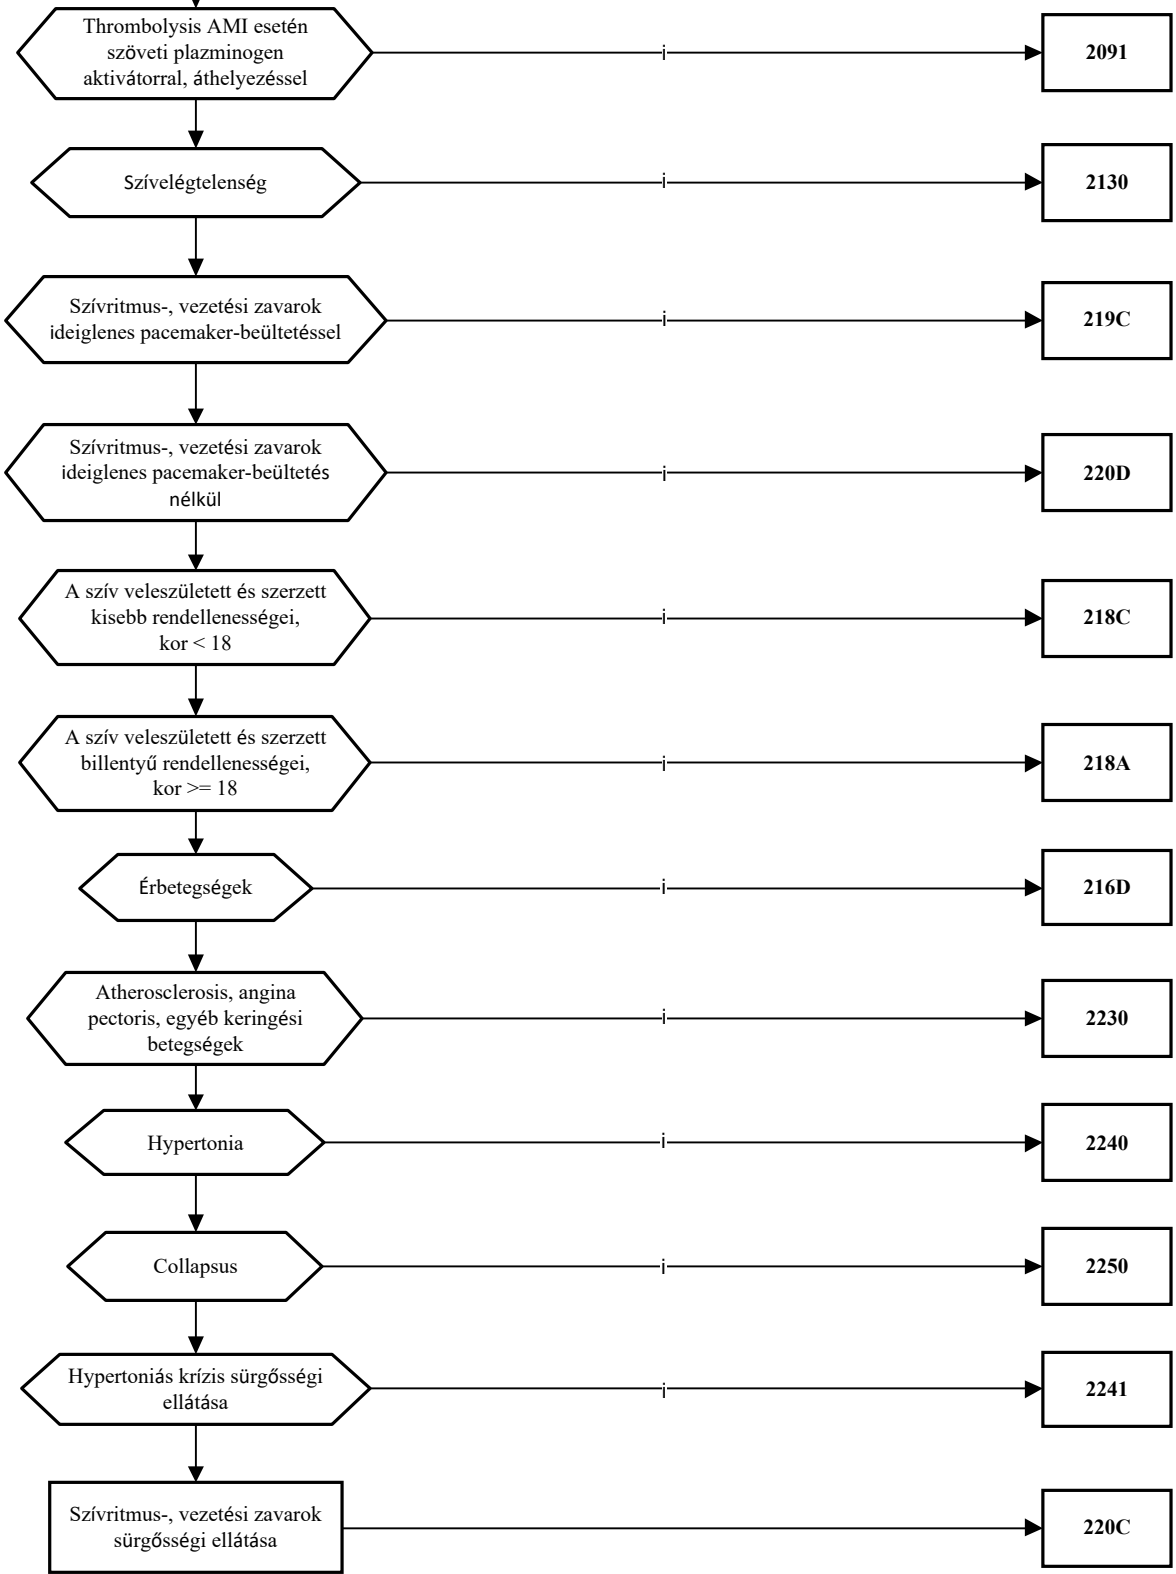 Thrombolysis AMI esetén
szöveti plazminogen
aktivátorral, áthelyezéssel
i
2091
Szívelégtelenség
i
2130
Szívritmus-, vezetési zavarok
ideiglenes pacemaker-beültetéssel
i
219C
Szívritmus-, vezetési zavarok
ideiglenes pacemaker-beültetés
nélkül
i
220D
A szív veleszületett és szerzett
kisebb rendellenességei,
kor < 18
i
218C
A szív veleszületett és szerzett
billentyű rendellenességei,
kor >= 18
i
218A
Érbetegségek
i
216D
Atherosclerosis, angina
pectoris, egyéb keringési
betegségek
i
2230
Hypertonia
i
2240
Collapsus
i
2250
Hypertoniás krízis sürgősségi
ellátása
i
2241
Szívritmus-, vezetési zavarok
sürgősségi ellátása
220C